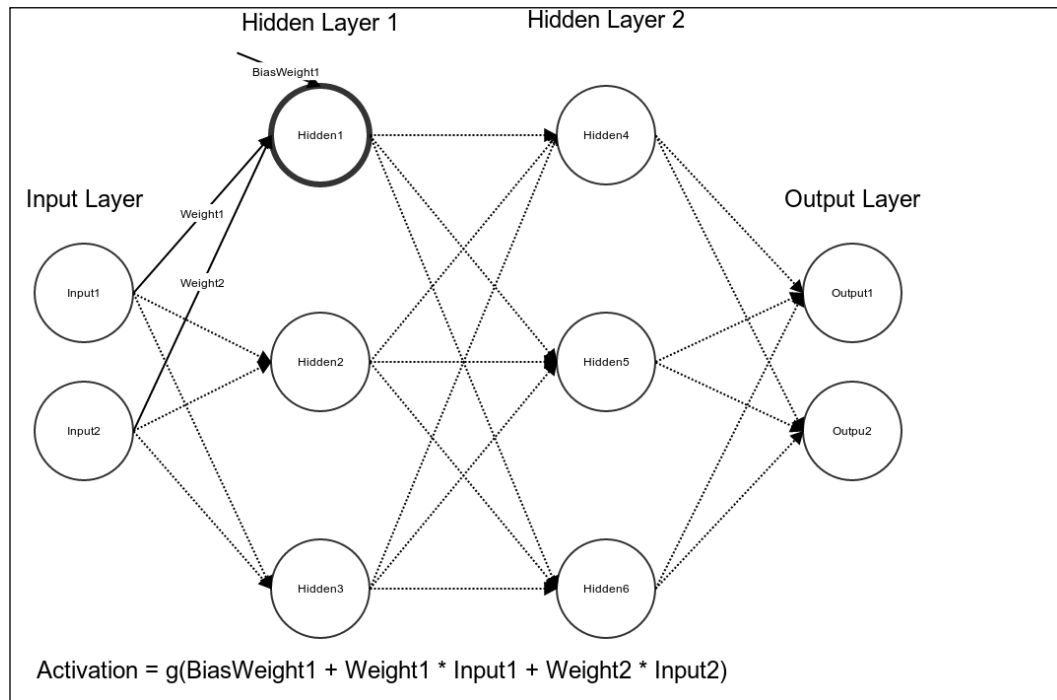 Hidden Layer 1
Hidden Layer 2
BiasWeight1
Hidden1
Hidden4
Input Layer
Weight1
Output Layer
Weight2
Input1
Output1
Hidden2
Hidden5
Input2
Outpu2
Hidden3
Hidden6
Activation = g(BiasWeight1 + Weight1 * Input1 + Weight2 * Input2)